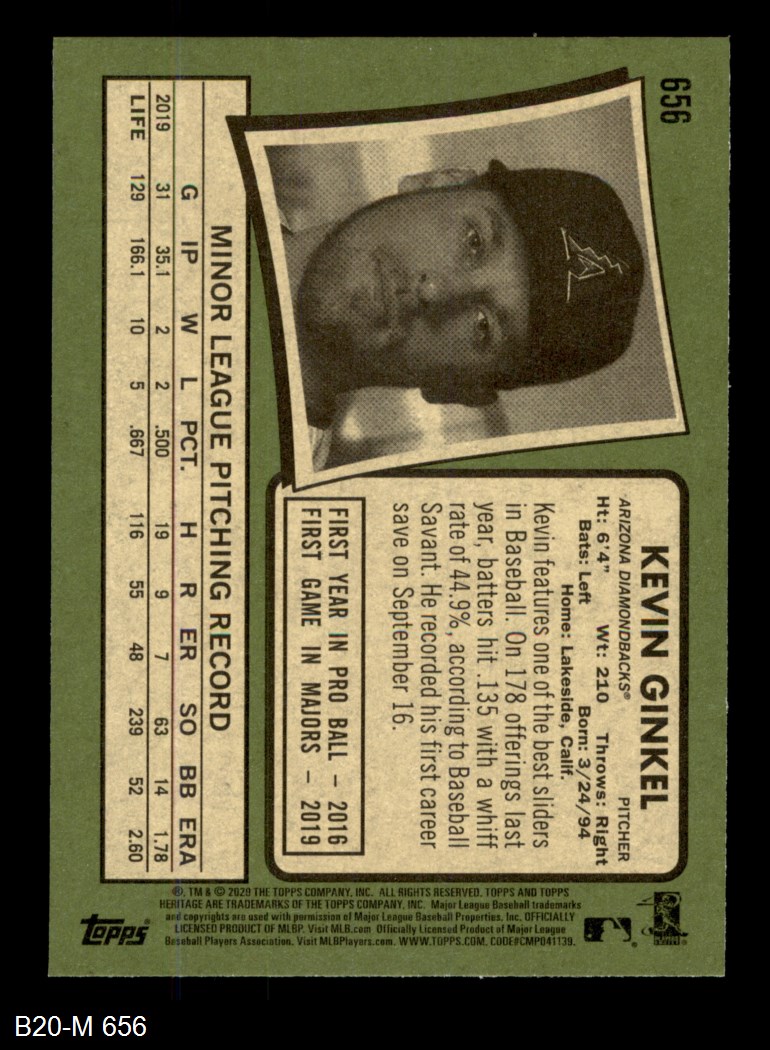 656
KEVIN GINKEL
ARIZONA DIAMONDBACKS® PITCHER
Ht: 6'4" Wt: 210 Throws: Right
Bats: Left Born: 3/24/94
Home: Lakeside, Calif.
Kevin features one of the best sliders
in Baseball. On 178 offerings last
year, batters hit .135 with a whiff
rate of 44.9%, according to Baseball
Savant. He recorded his first career
save on September 16.
FIRST YEAR IN PRO BALL – 2016
FIRST GAME IN MAJORS – 2019
MINOR LEAGUE PITCHING RECORD
G IP W L PCT. H R ER SO BB ERA
2019 31 35.1 2 2 .500 19 9 7 63 14 1.78
LIFE 129 166.1 10 5 .667 116 55 48 239 52 2.60
®, TM & © 2020 THE TOPPS COMPANY, INC. ALL RIGHTS RESERVED. TOPPS AND TOPPS
HERITAGE ARE TRADEMARKS OF THE TOPPS COMPANY, INC. Major League Baseball trademarks
and copyrights are used with permission of Major League Baseball Properties, Inc. OFFICIALLY
LICENSED PRODUCT OF MLBP. Visit MLB.com Officially Licensed Product of Major League
Baseball Players Association. Visit MLBPlayers.com. WWW.TOPPS.COM. CODE#CMP041139.
topps®
B20-M 656